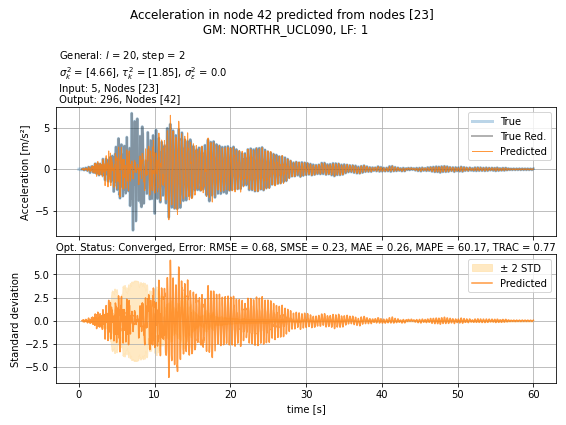 Acceleration in node 42 predicted from nodes [23]
GM: NORTHR_UCL090, LF: 1
General: l = 20, step = 2
σ²ₖ = [4.66], τ²ₖ = [1.85], σ²ε = 0.0
Input: 5, Nodes [23]
Output: 296, Nodes [42]
Acceleration [m/s²]
5
0
−5
True
True Red.
Predicted
Opt. Status: Converged, Error: RMSE = 0.68, SMSE = 0.23, MAE = 0.26, MAPE = 60.17, TRAC = 0.77
Standard deviation
5.0
2.5
0.0
−2.5
−5.0
± 2 STD
Predicted
0 10 20 30 40 50 60
time [s]